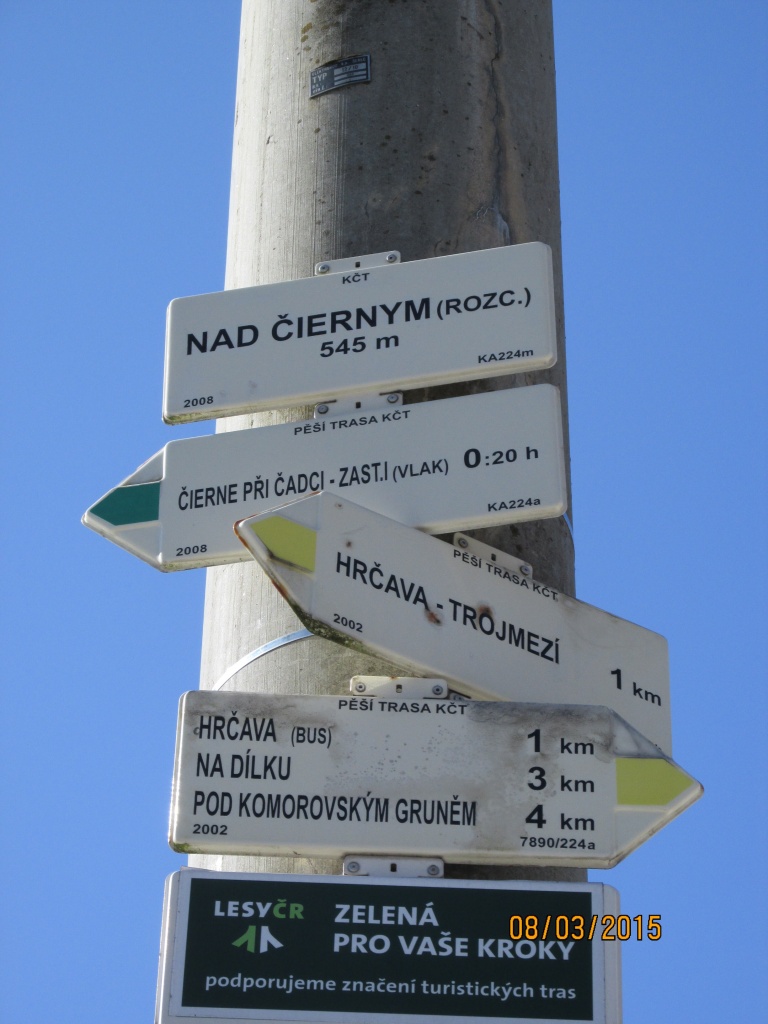 TYP
KČT
NAD ČIERNYM (ROZC.)
545 m
KA224m
2008
PĚŠÍ TRASA KČT
ČIERNE PŘI ČADCI - ZAST.I (VLAK) 0:20 h
KA224a
2008
PĚŠÍ TRASA KČT
HRČAVA - TROJMEZÍ 1 km
2002
PĚŠÍ TRASA KČT
HRČAVA (BUS) 1 km
NA DÍLKU 3 km
POD KOMOROVSKÝM GRUNĚM 4 km
2002 7890/224a
LESY ČR
ZELENÁ
PRO VAŠE KROKY
podporujeme značení turistických tras
08/03/2015